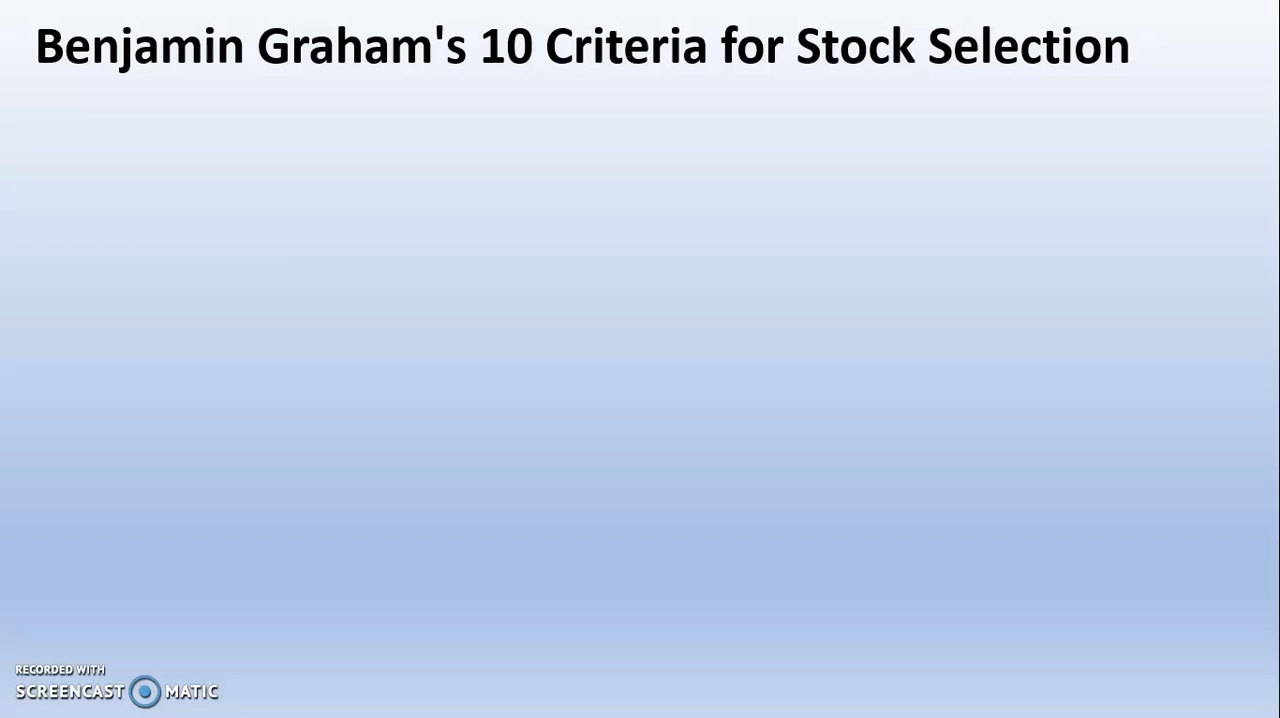 Benjamin Graham's 10 Criteria for Stock Selection
RECORDED WITH
SCREENCAST MATIC